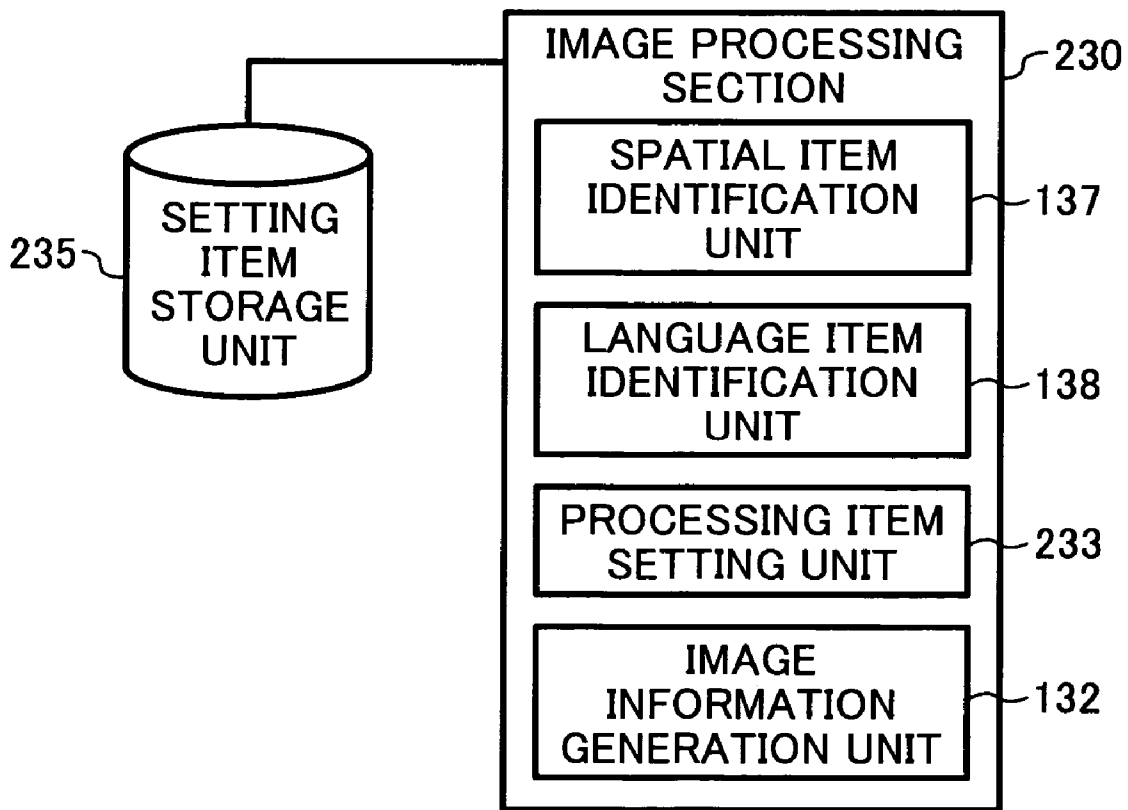 IMAGE PROCESSING
SECTION
230
SPATIAL ITEM
IDENTIFICATION
UNIT
137
SETTING
ITEM
STORAGE
UNIT
235
LANGUAGE ITEM
IDENTIFICATION
UNIT
138
PROCESSING ITEM
SETTING UNIT
233
IMAGE
INFORMATION
GENERATION UNIT
132